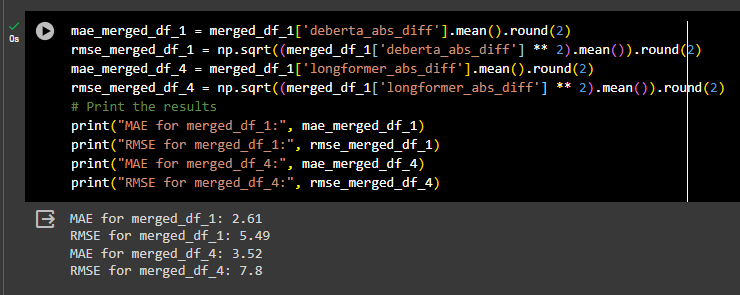 mae_merged_df_1 = merged_df_1['deberta_abs_diff'].mean().round(2)
rmse_merged_df_1 = np.sqrt((merged_df_1['deberta_abs_diff'] ** 2).mean()).round(2)
mae_merged_df_4 = merged_df_1['longformer_abs_diff'].mean().round(2)
rmse_merged_df_4 = np.sqrt((merged_df_1['longformer_abs_diff'] ** 2).mean()).round(2)
# Print the results
print("MAE for merged_df_1:", mae_merged_df_1)
print("RMSE for merged_df_1:", rmse_merged_df_1)
print("MAE for merged_df_4:", mae_merged_df_4)
print("RMSE for merged_df_4:", rmse_merged_df_4)
0s
MAE for merged_df_1: 2.61
RMSE for merged_df_1: 5.49
MAE for merged_df_4: 3.52
RMSE for merged_df_4: 7.8